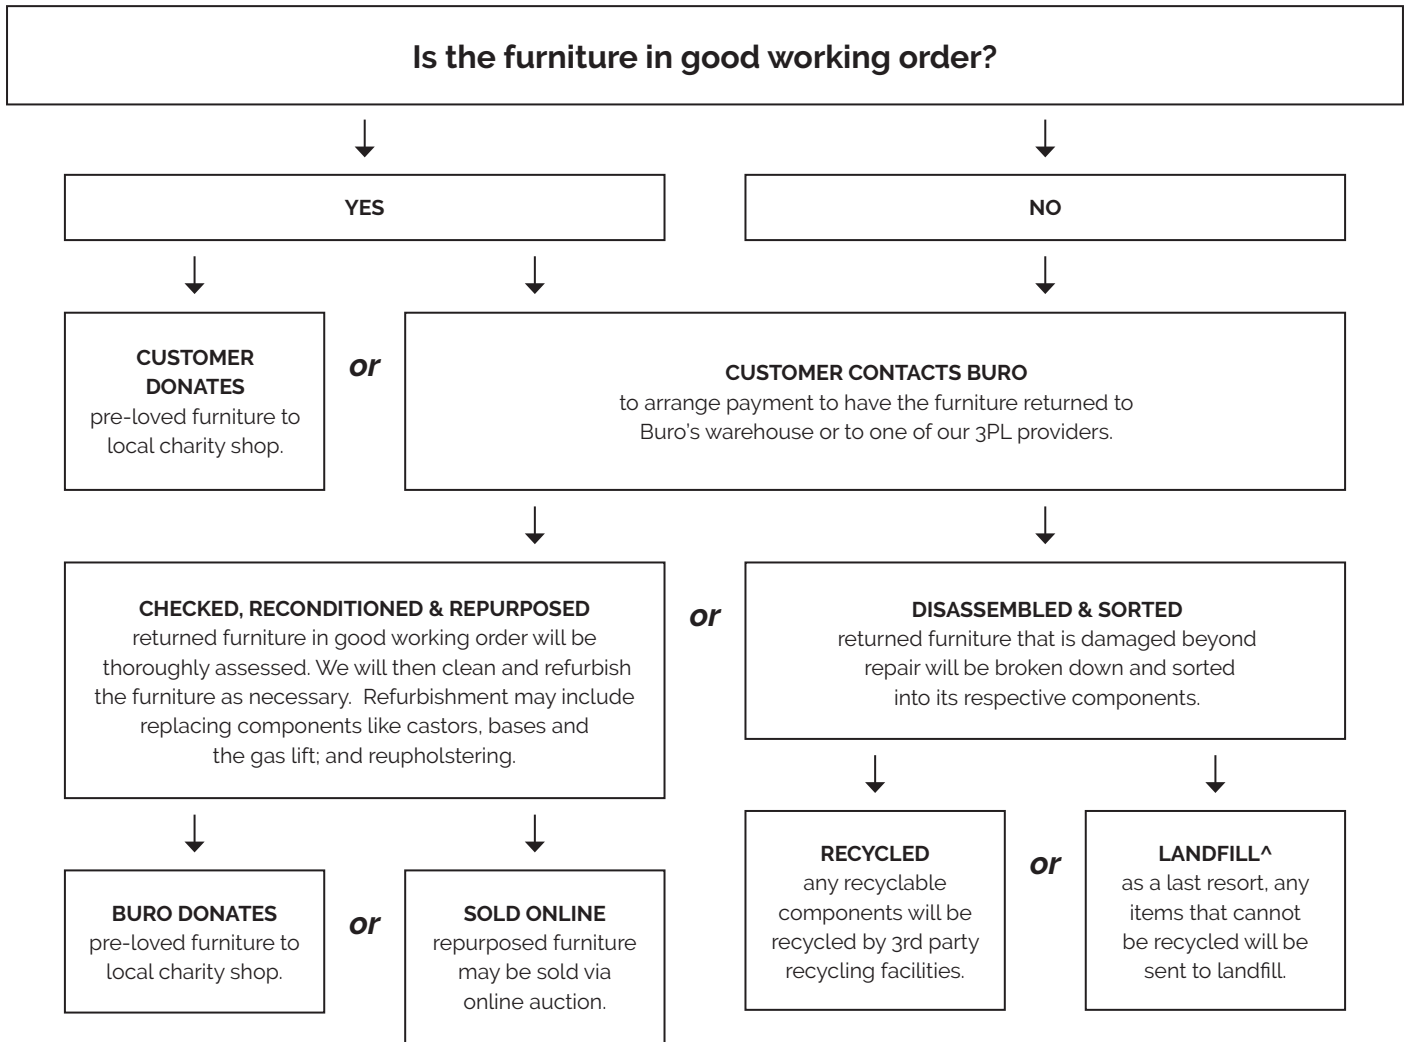 Is the furniture in good working order?
YES
NO
CUSTOMER
DONATES
pre-loved furniture to
local charity shop.
or
CUSTOMER CONTACTS BURO
to arrange payment to have the furniture returned to
Buro's warehouse or to one of our 3PL providers.
CHECKED, RECONDITIONED & REPURPOSED
returned furniture in good working order will be
thoroughly assessed. We will then clean and refurbish
the furniture as necessary.  Refurbishment may include
replacing components like castors, bases and
the gas lift; and reupholstering.
or
DISASSEMBLED & SORTED
returned furniture that is damaged beyond
repair will be broken down and sorted
into its respective components.
BURO DONATES
pre-loved furniture to
local charity shop.
or
SOLD ONLINE
repurposed furniture
may be sold via
online auction.
RECYCLED
any recyclable
components will be
recycled by 3rd party
recycling facilities.
or
LANDFILL^
as a last resort, any
items that cannot
be recycled will be
sent to landfill.